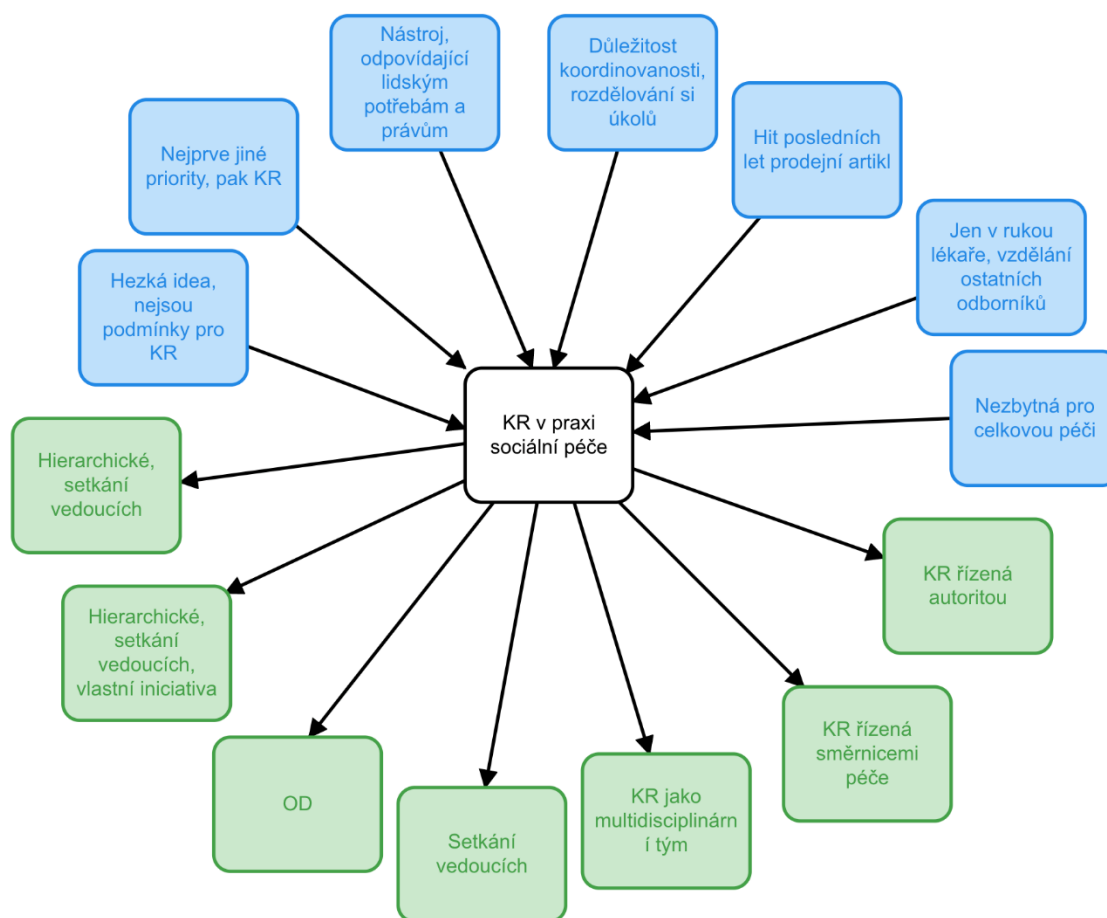 Nástroj,
odpovídající
lidským
potřebám a
právům
Důležitost
koordinovanosti,
rozdělování si
úkolů
Hit posledních
let prodejní artikl
Nejprve jiné
priority, pak KR
Jen v rukou
lékaře, vzdělání
ostatních
odborníků
Hezká idea,
nejsou
podmínky pro
KR
Nezbytná pro
celkovou péči
KR v praxi
sociální péče
Hierarchické,
setkání
vedoucích
KR řízená
autoritou
Hierarchické,
setkání
vedoucích,
vlastní iniciativa
KR řízená
směrnicemi
péče
OD
KR jako
multidisciplinárn
í tým
Setkání
vedoucích